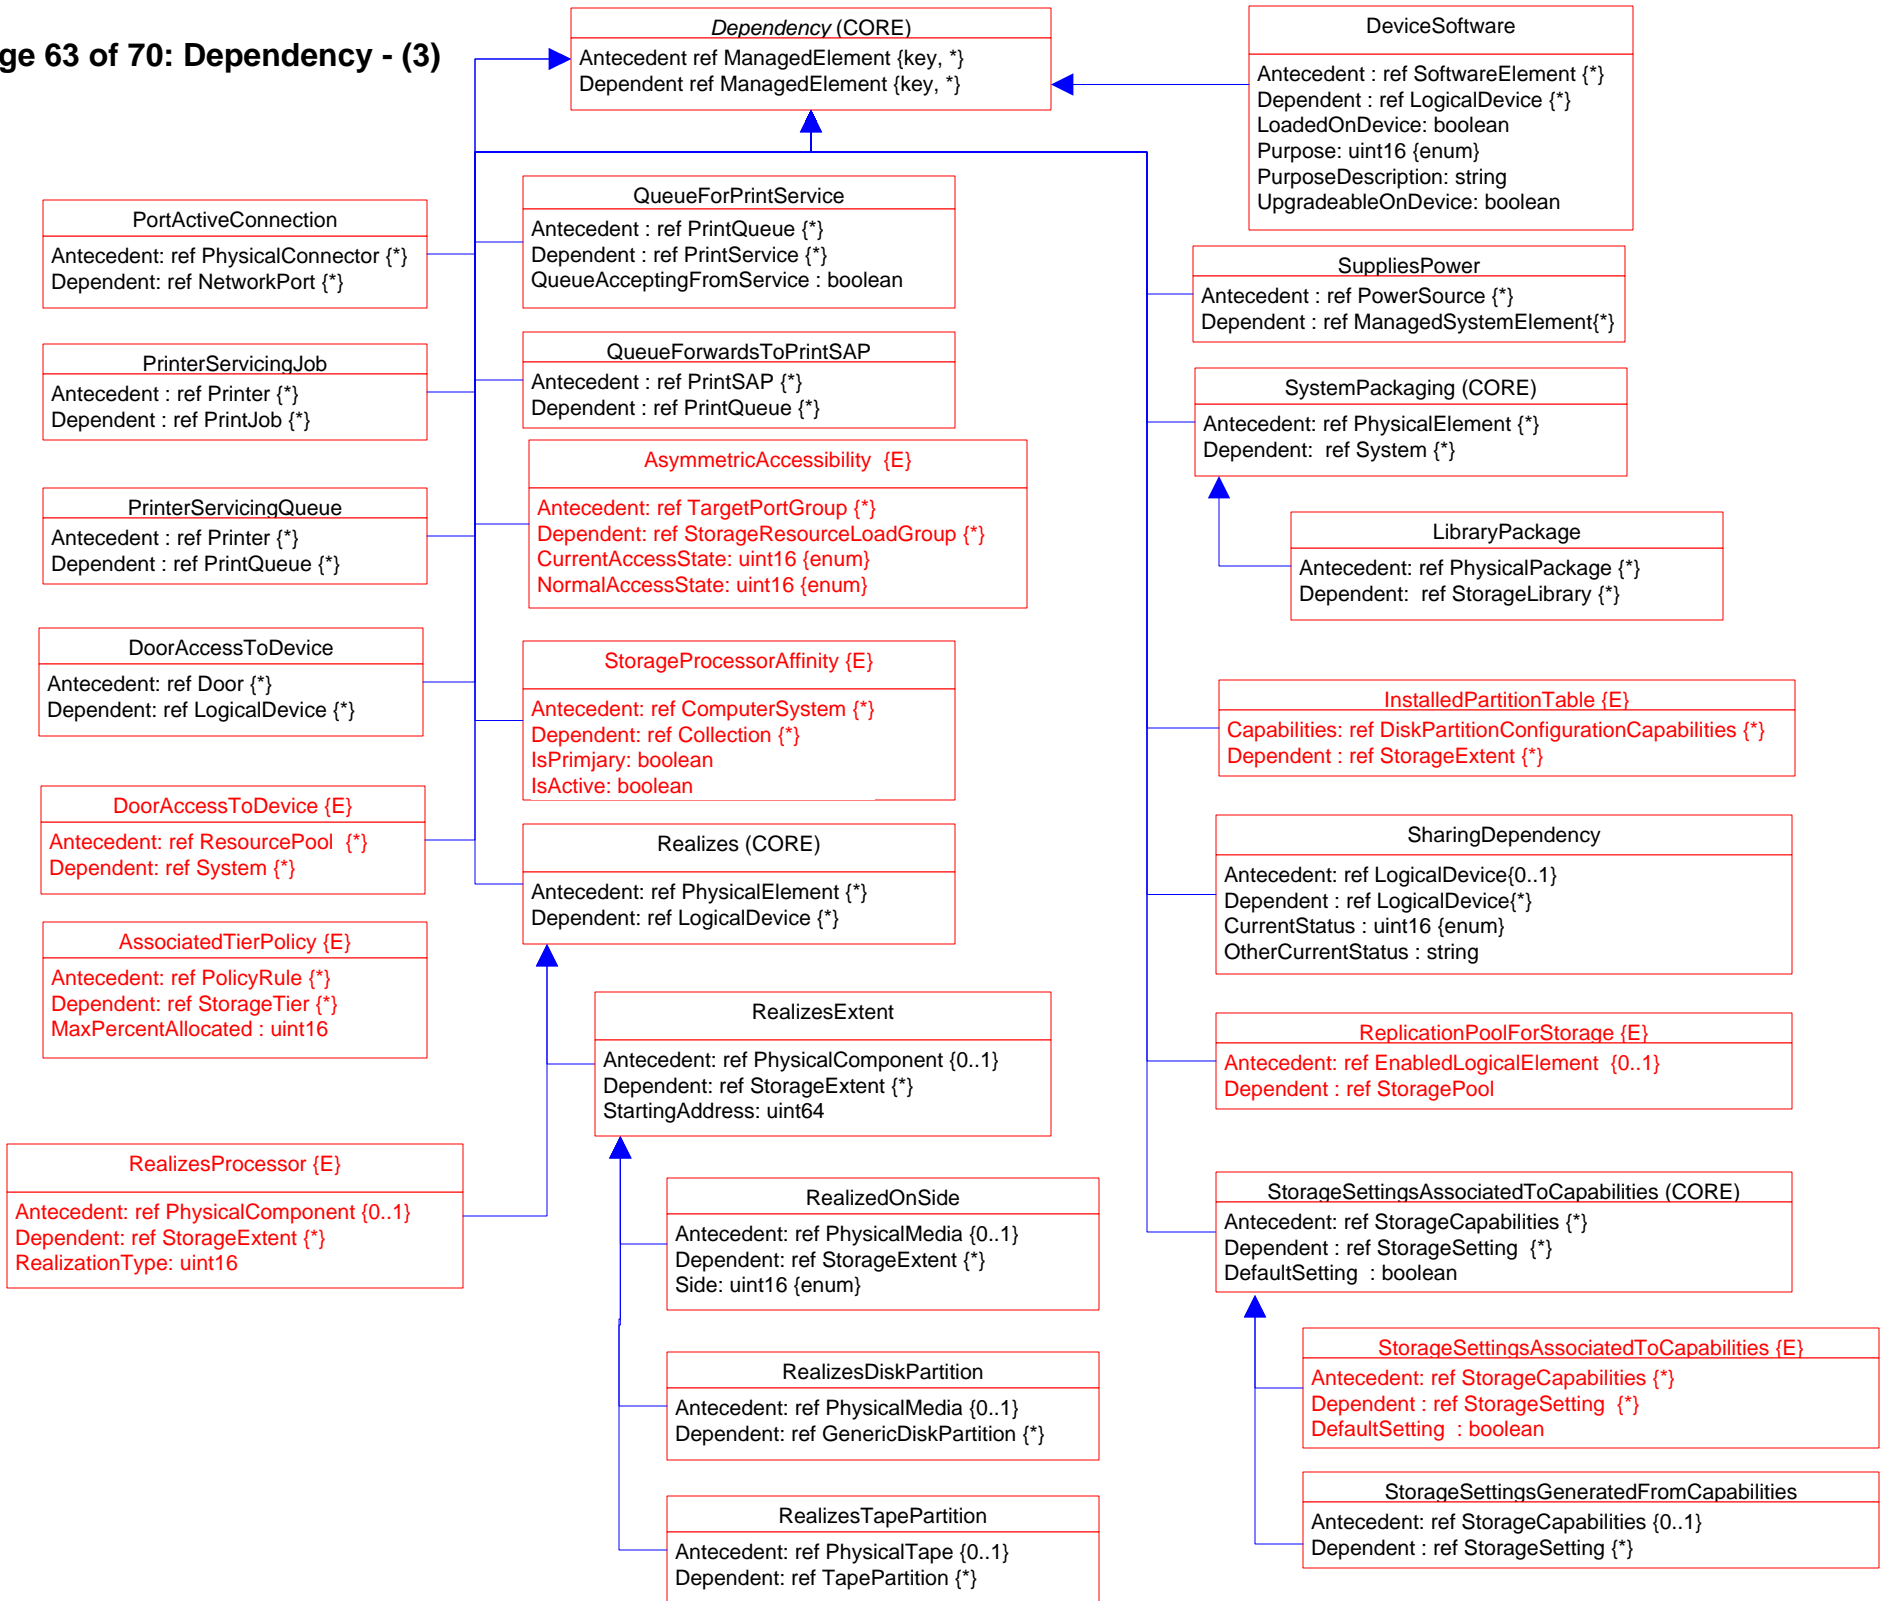 ge 63 of 70: Dependency - (3)
Dependency (CORE)
Antecedent ref ManagedElement {key, *}
Dependent ref ManagedElement {key, *}
DeviceSoftware
Antecedent : ref SoftwareElement {*}
Dependent : ref LogicalDevice {*}
LoadedOnDevice: boolean
Purpose: uint16 {enum}
PurposeDescription: string
UpgradeableOnDevice: boolean
PortActiveConnection
Antecedent: ref PhysicalConnector {*}
Dependent: ref NetworkPort {*}
QueueForPrintService
Antecedent : ref PrintQueue {*}
Dependent : ref PrintService {*}
QueueAcceptingFromService : boolean
SuppliesPower
Antecedent : ref PowerSource {*}
Dependent : ref ManagedSystemElement{*}
PrinterServicingJob
Antecedent : ref Printer {*}
Dependent : ref PrintJob {*}
QueueForwardsToPrintSAP
Antecedent : ref PrintSAP {*}
Dependent : ref PrintQueue {*}
SystemPackaging (CORE)
Antecedent: ref PhysicalElement {*}
Dependent:  ref System {*}
PrinterServicingQueue
Antecedent : ref Printer {*}
Dependent : ref PrintQueue {*}
AsymmetricAccessibility  {E}
Antecedent: ref TargetPortGroup {*}
Dependent: ref StorageResourceLoadGroup {*}
CurrentAccessState: uint16 {enum}
NormalAccessState: uint16 {enum}
LibraryPackage
Antecedent: ref PhysicalPackage {*}
Dependent:  ref StorageLibrary {*}
DoorAccessToDevice
Antecedent: ref Door {*}
Dependent: ref LogicalDevice {*}
StorageProcessorAffinity {E}
Antecedent: ref ComputerSystem {*}
Dependent: ref Collection {*}
IsPrimjary: boolean
IsActive: boolean
InstalledPartitionTable {E}
Capabilities: ref DiskPartitionConfigurationCapabilities {*}
Dependent : ref StorageExtent {*}
DoorAccessToDevice {E}
Antecedent: ref ResourcePool  {*}
Dependent: ref System {*}
Realizes (CORE)
Antecedent: ref PhysicalElement {*}
Dependent: ref LogicalDevice {*}
SharingDependency
Antecedent: ref LogicalDevice{0..1}
Dependent : ref LogicalDevice{*}
CurrentStatus : uint16 {enum}
OtherCurrentStatus : string
AssociatedTierPolicy {E}
Antecedent: ref PolicyRule {*}
Dependent: ref StorageTier {*}
MaxPercentAllocated : uint16
RealizesExtent
Antecedent: ref PhysicalComponent {0..1}
Dependent: ref StorageExtent {*}
StartingAddress: uint64
ReplicationPoolForStorage {E}
Antecedent: ref EnabledLogicalElement  {0..1}
Dependent : ref StoragePool
RealizesProcessor {E}
Antecedent: ref PhysicalComponent {0..1}
Dependent: ref StorageExtent {*}
RealizationType: uint16
RealizedOnSide
Antecedent: ref PhysicalMedia {0..1}
Dependent: ref StorageExtent {*}
Side: uint16 {enum}
StorageSettingsAssociatedToCapabilities (CORE)
Antecedent: ref StorageCapabilities {*}
Dependent : ref StorageSetting  {*}
DefaultSetting  : boolean
RealizesDiskPartition
Antecedent: ref PhysicalMedia {0..1}
Dependent: ref GenericDiskPartition {*}
StorageSettingsAssociatedToCapabilities {E}
Antecedent: ref StorageCapabilities {*}
Dependent : ref StorageSetting  {*}
DefaultSetting  : boolean
RealizesTapePartition
Antecedent: ref PhysicalTape {0..1}
Dependent: ref TapePartition {*}
StorageSettingsGeneratedFromCapabilities
Antecedent: ref StorageCapabilities {0..1}
Dependent : ref StorageSetting {*}